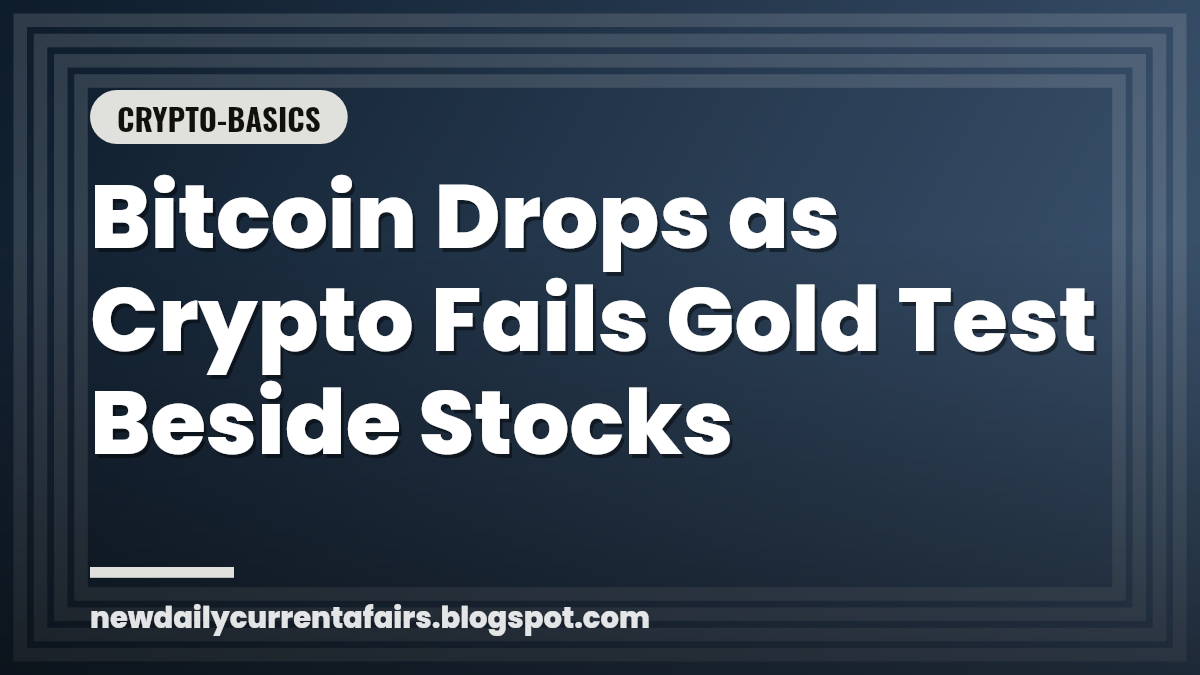 CRYPTO-BASICS
Bitcoin Drops as
Crypto Fails Gold Test
Beside Stocks
newdailycurrentafairs.blogspot.com